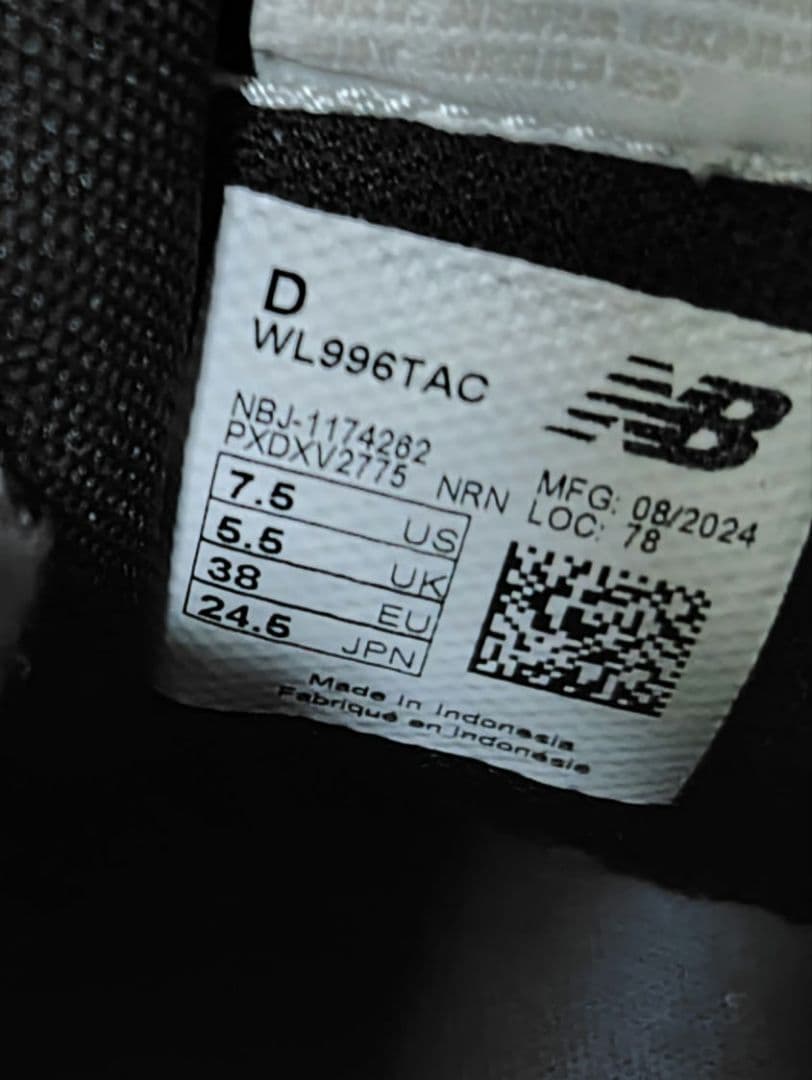 D
WL996TAC
NB
NBJ-1174262
PXDXV2775 NRN
MFG: 08/2024
LOC: 78
7.5 US
5.5 UK
38 EU
24.5 JPN
Made in Indonesia
Fabriqué en Indonésie